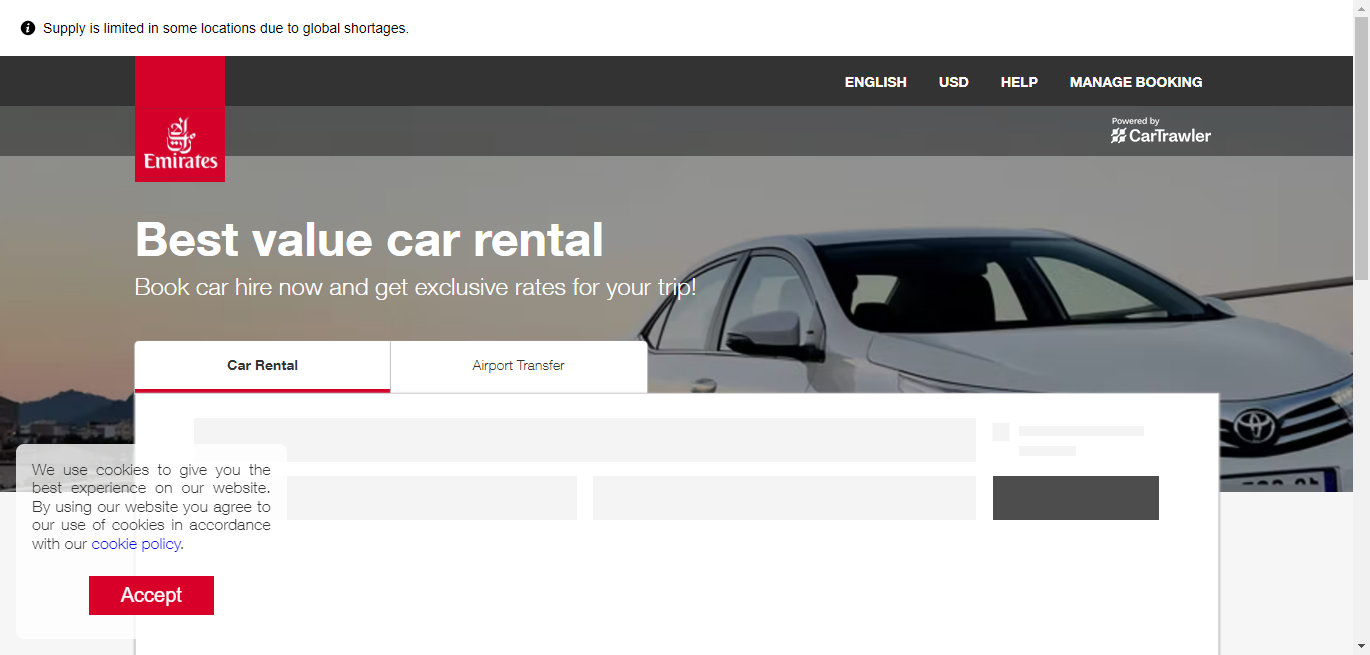 Supply is limited in some locations due to global shortages.
ENGLISH USD HELP MANAGE BOOKING
Powered by
CarTrawler
Emirates
Best value car rental
Book car hire now and get exclusive rates for your trip!
Car Rental Airport Transfer
We use cookies to give you the
best experience on our website.
By using our website you agree to
our use of cookies in accordance
with our cookie policy.
Accept